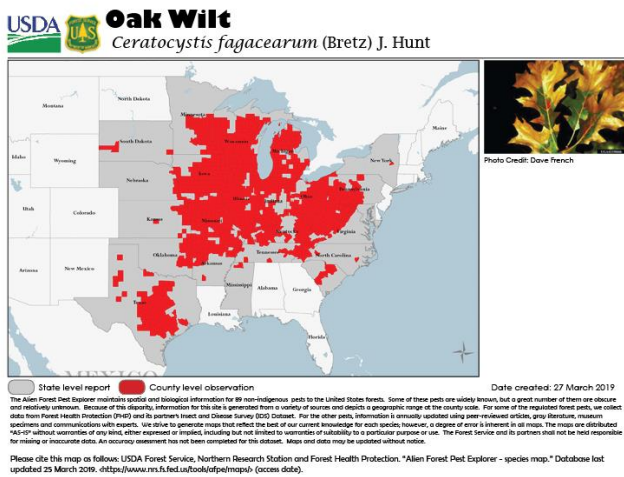 USDA
Oak Wilt
Ceratocystis fagacearum (Bretz) J. Hunt
Montana
North Dakota
Minnesota
Maine
South Dakota
Wisconsin
Michigan
Idaho
Wyoming
New York
Iowa
Nebraska
Pennsylvania
Ohio
Illinois
Indiana
Utah
Colorado
Kansas
Missouri
Virginia
Kentucky
North Carolina
Tennessee
Oklahoma
Arkansas
Arizona
New Mexico
Mississippi
Alabama
Georgia
Texas
Louisiana
Florida
MEXICO
Photo Credit: Dave French
State level report
County level observation
Date created: 27 March 2019
The Alien Forest Pest Explorer maintains spatial and biological information for 89 non-indigenous pests to the United States forests. Some of these pests are widely known, but a great number of them are obscure
and relatively unknown. Because of this disparity, information for this site is generated from a variety of sources and depicts a geographic range at the county scale. For some of the regulated forest pests, we collect
data from Forest Health Protection (FHP) and its partner's Insect and Disease Survey (IDS) Dataset. For the other pests, information is annually updated using peer-reviewed articles, gray literature, museum
specimens and communications with experts. We strive to generate maps that reflect the best of our current knowledge for each species; however, a degree of error is inherent in all maps. The maps are distributed
"AS-IS" without warranties of any kind, either expressed or implied, including but not limited to warranties of suitability to a particular purpose or use. The Forest Service and its partners shall not be held responsible
for missing or inaccurate data. An accuracy assessment has not been completed for this dataset. Maps and data may be updated without notice.
Please cite this map as follows: USDA Forest Service, Northern Research Station and Forest Health Protection. "Alien Forest Pest Explorer - species map." Database last
updated 25 March 2019. <https://www.nrs.fs.fed.us/tools/afpe/maps/> (access date).